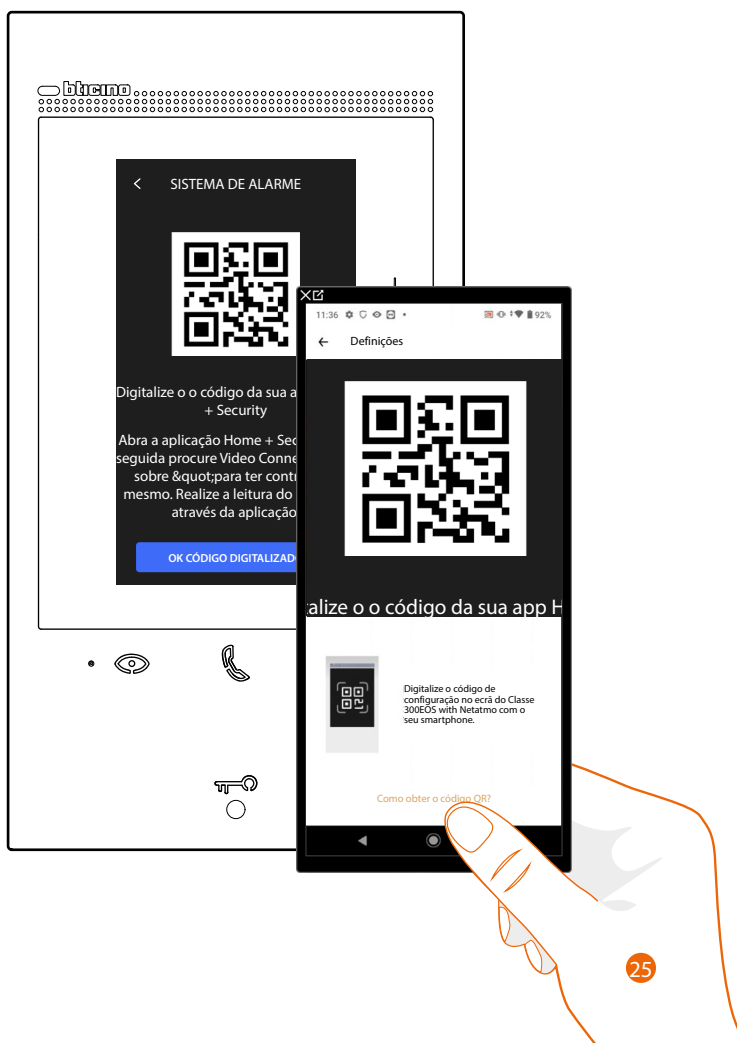 bticino
SISTEMA DE ALARME
Digitalize o o código da sua a
+ Security
Abra a aplicação Home + Sec
seguida procure Video Conne
sobre &quot;para ter contr
mesmo. Realize a leitura do
através da aplicação
OK CÓDIGO DIGITALIZAD
11:36
92%
Definições
alize o o código da sua app H
Digitalize o código de
configuração no ecrã do Classe
300EOS with Netatmo com o
seu smartphone.
Como obter o código QR?
25